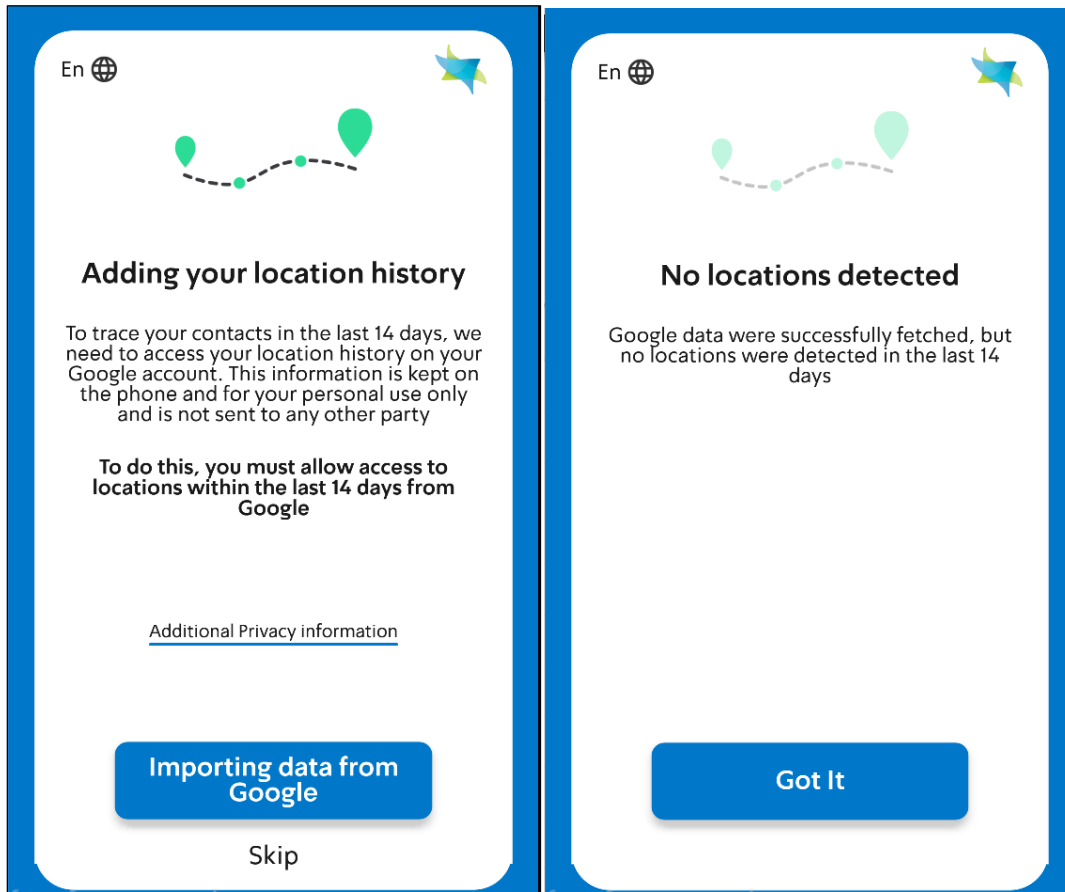 En
Adding your location history
To trace your contacts in the last 14 days, we
need to access your location history on your
Google account. This information is kept on
the phone and for your personal use only
and is not sent to any other party
To do this, you must allow access to
locations within the last 14 days from
Google
Additional Privacy information
Importing data from
Google
Skip
En
No locations detected
Google data were successfully fetched, but
no locations were detected in the last 14
days
Got It